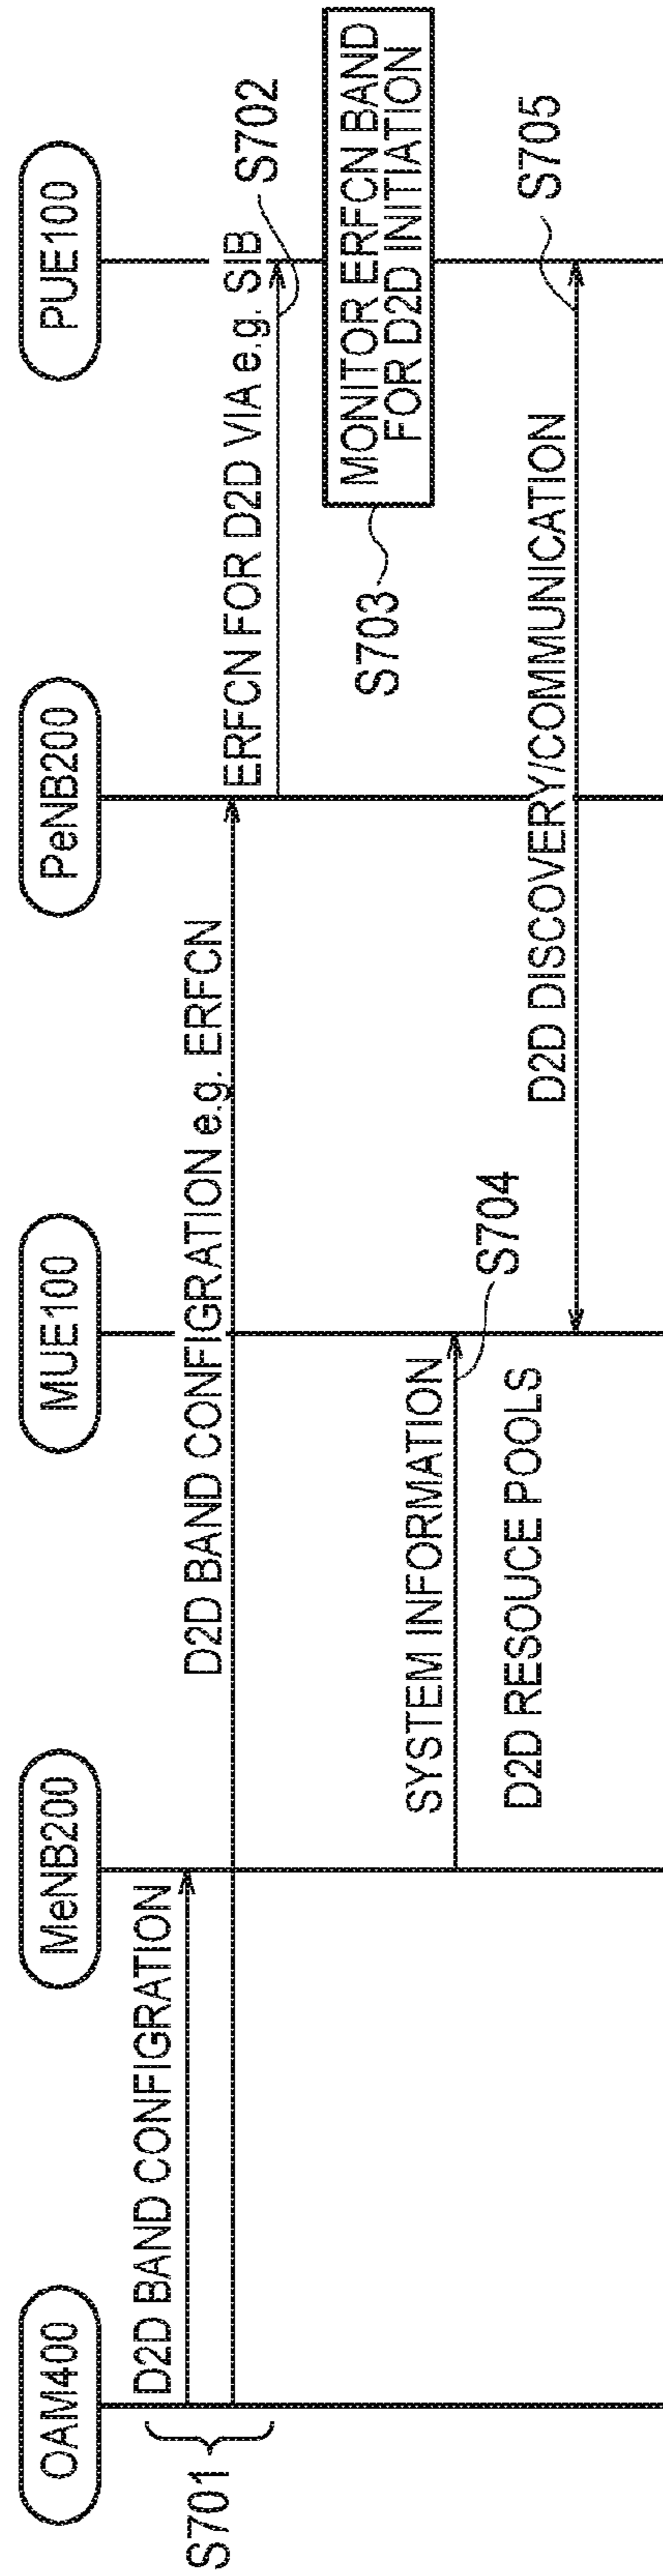 OAM400
MeNB200
MUE100
PeNB200
PUE100
S701
D2D BAND CONFIGRATION
D2D BAND CONFIGRATION e.g. ERFCN
ERFCN FOR D2D VIA e.g. SIB
S702
S703
MONITOR ERFCN BAND
FOR D2D INITIATION
SYSTEM INFORMATION
S704
D2D RESOUCE POOLS
D2D DISCOVERY/COMMUNICATION
S705